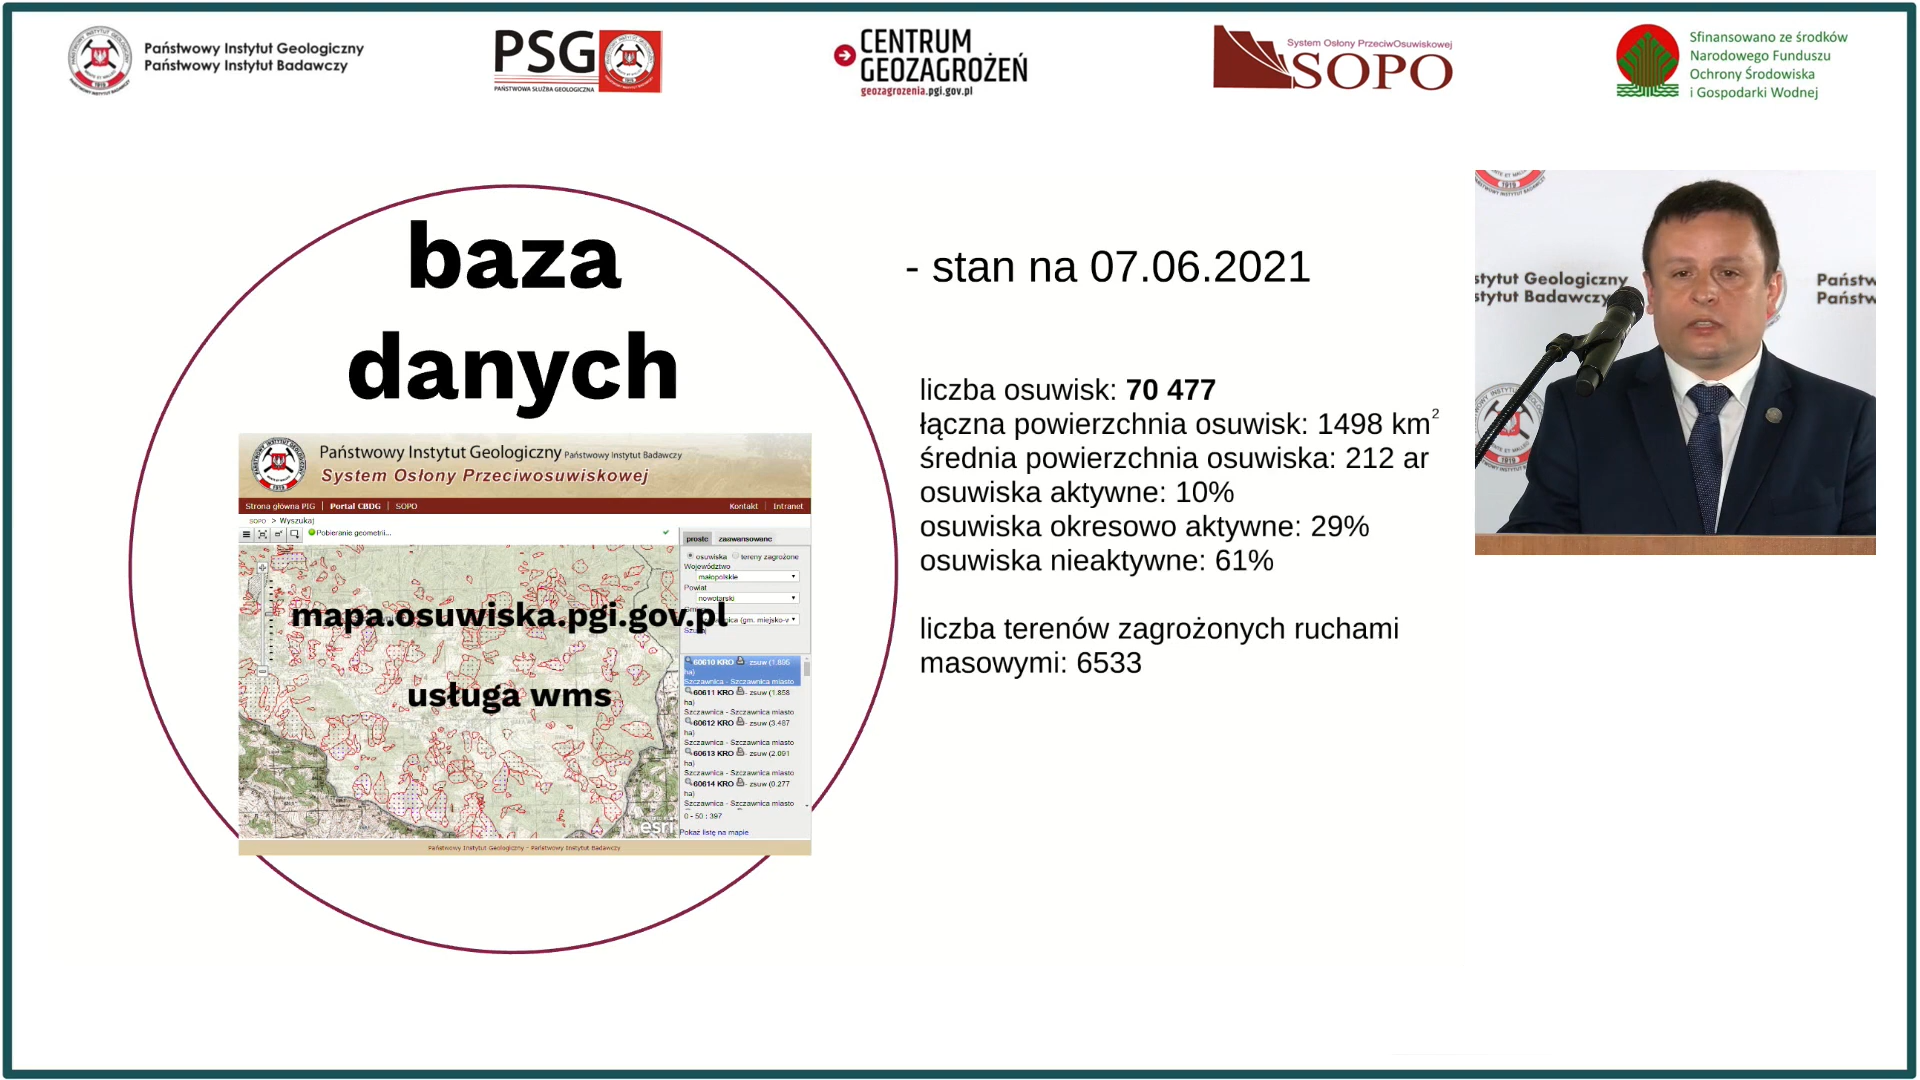 Państwowy Instytut Geologiczny
Państwowy Instytut Badawczy
PSG
PAŃSTWOWA SŁUŻBA GEOLOGICZNA
CENTRUM
GEOZAGROŻEŃ
geozagrozenia.pgi.gov.pl
System Osłony PrzeciwOsuwiskowej
SOPO
Sfinansowano ze środków
Narodowego Funduszu
Ochrony Środowiska
i Gospodarki Wodnej
baza
danych
Państwowy Instytut Geologiczny Państwowy Instytut Badawczy
System Osłony Przeciwosuwiskowej
Strona główna PIG | Portal CBDG | SOPO
Kontakt | Intranet
SOPO > Wyszukaj
Pobieranie geometrii...
proste zaawansowane
osuwiska tereny zagrożone
Województwo
małopolskie
Powiat
nowotarski
mapa.osuwiska.pgi.gov.pl
usługa wms
60610 KRO - zsuw (1.895
ha)
Szczawnica - Szczawnica miasto
60611 KRO - zsuw (1.858
ha)
Szczawnica - Szczawnica miasto
60612 KRO - zsuw (3.487
ha)
Szczawnica - Szczawnica miasto
60613 KRO - zsuw (2.091
ha)
Szczawnica - Szczawnica miasto
60614 KRO - zsuw (0.277
ha)
Szczawnica - Szczawnica miasto
0 - 50 : 397
Pokaż listę na mapie
esri
Państwowy Instytut Geologiczny - Państwowy Instytut Badawczy
- stan na 07.06.2021
liczba osuwisk: 70 477
łączna powierzchnia osuwisk: 1498 km²
średnia powierzchnia osuwiska: 212 ar
osuwiska aktywne: 10%
osuwiska okresowo aktywne: 29%
osuwiska nieaktywne: 61%
liczba terenów zagrożonych ruchami
masowymi: 6533
1919
stytut Geologiczny
stytut Badawczy
Państw
Państw